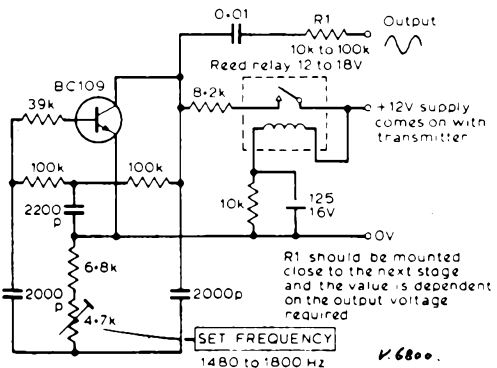 0·01
R1
Output
10k to 100k
Reed relay 12 to 18V
BC109
8·2k
39k
+12V supply
comes on with
transmitter
100k
100k
2200
p
10k
125
16V
0V
6·8k
R1 should be mounted
close to the next stage
and the value is dependent
on the output voltage
required
2000
p
2000p
4·7k
SET FREQUENCY
1480 to 1800 Hz
V.6800.